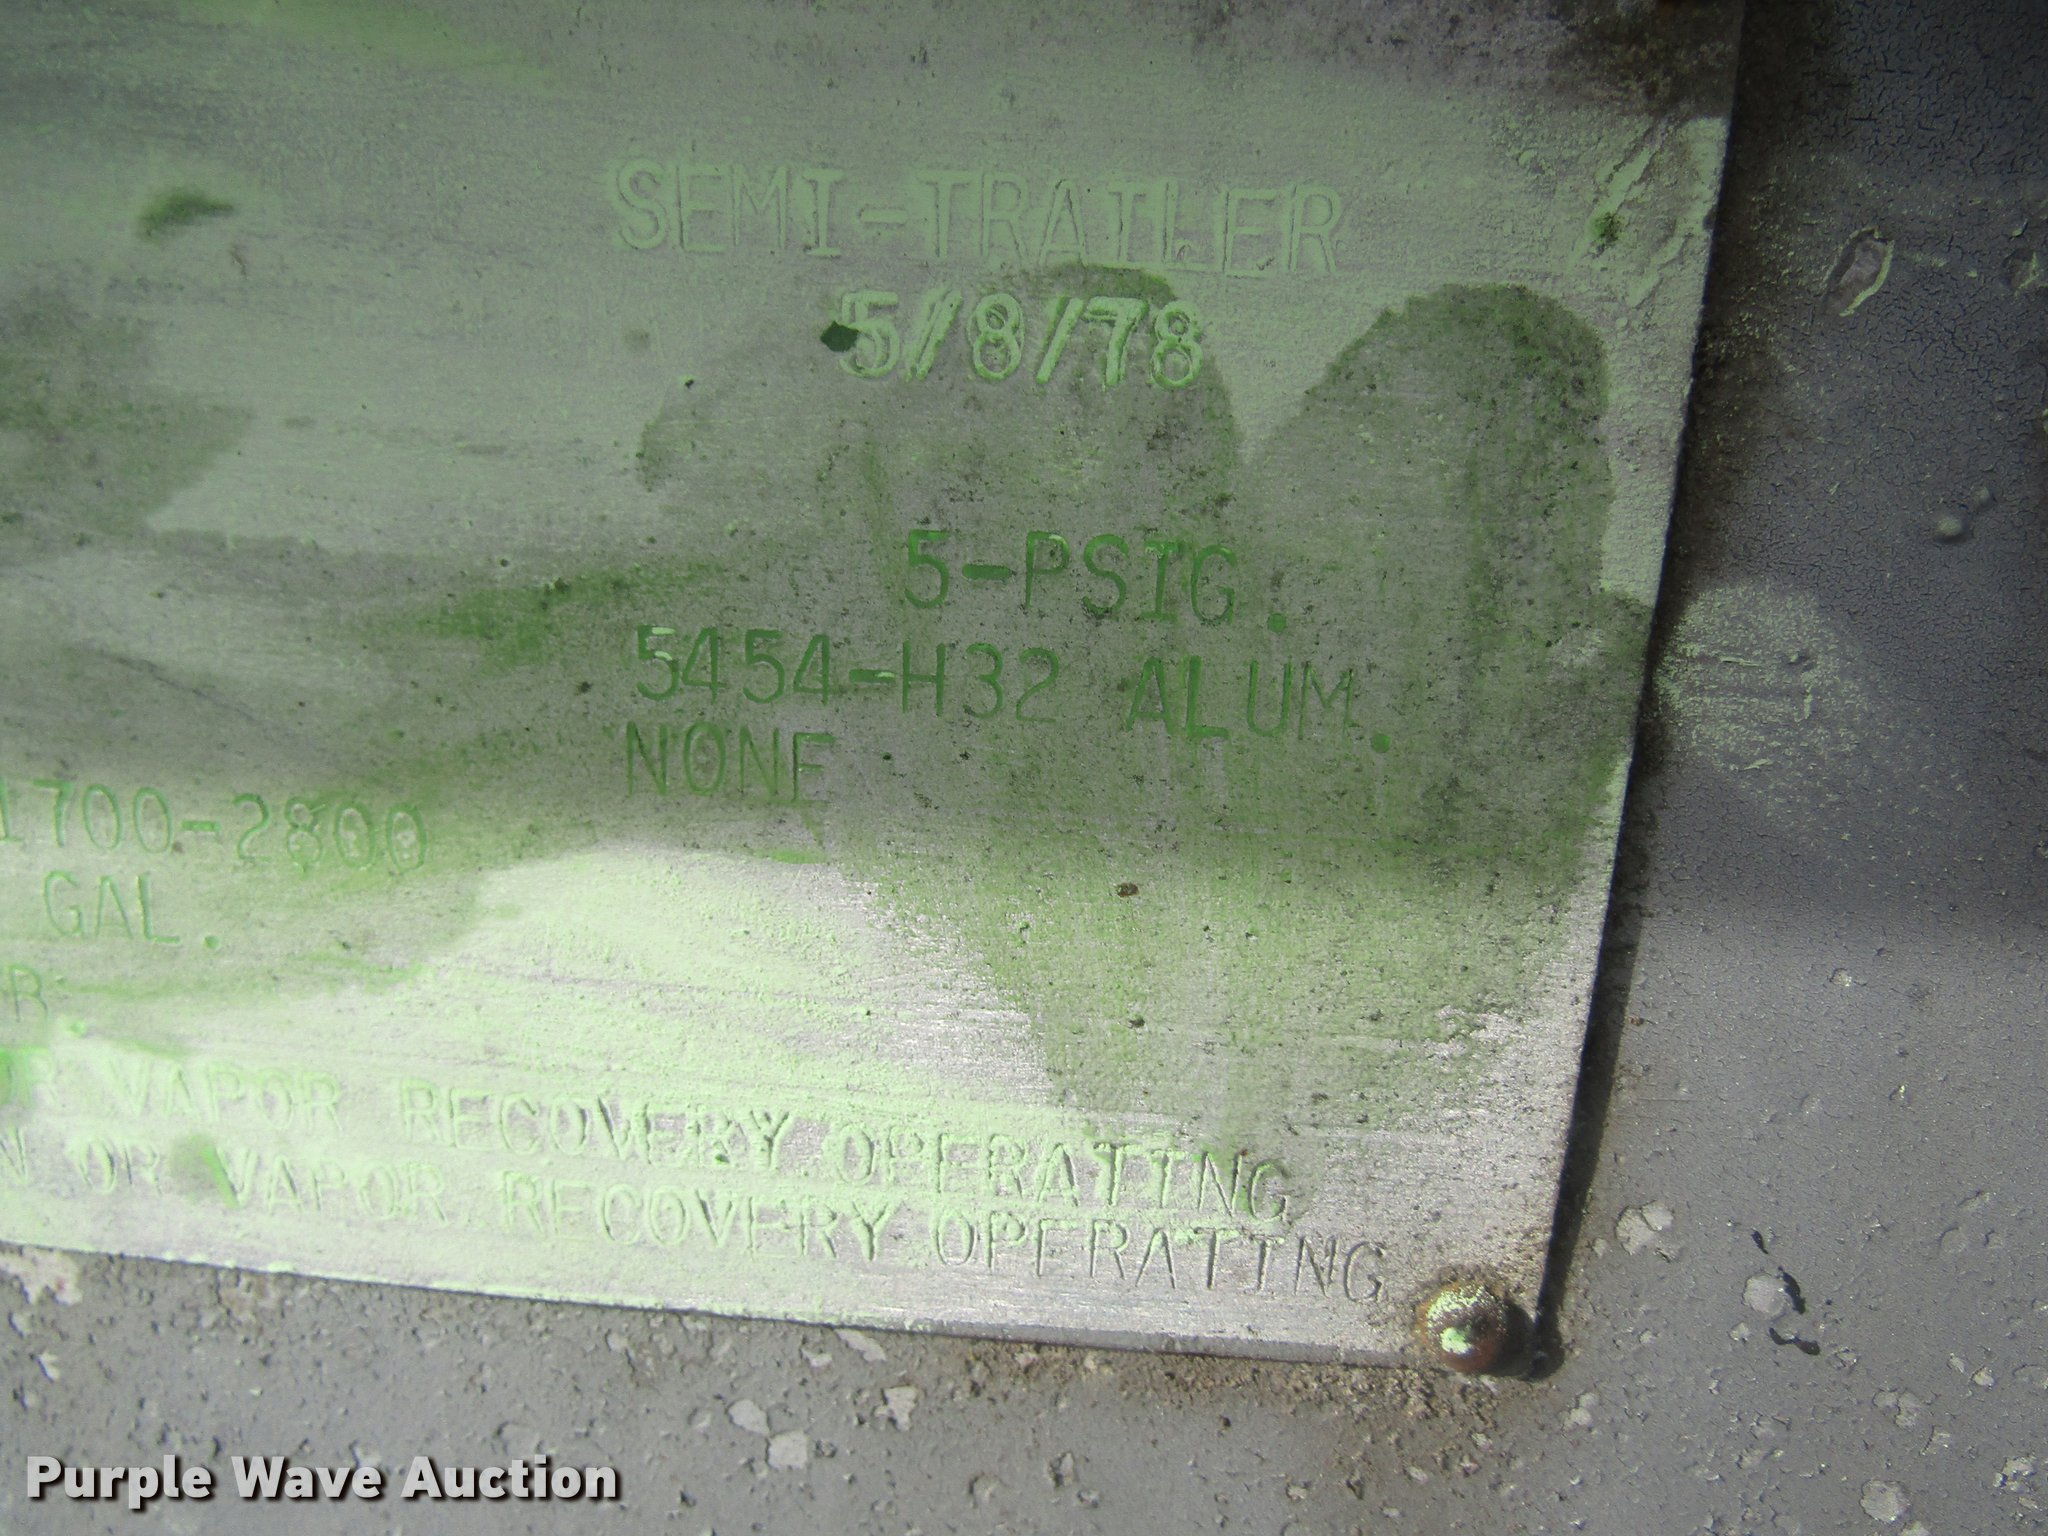 SEMI-TRAILER
5/8/78
5-PSIG.
5454-H32 ALUM.
NONE
1700-2800
GAL.
R.
OR VAPOR RECOVERY OPERATING
N OR VAPOR RECOVERY OPERATING
Purple Wave Auction